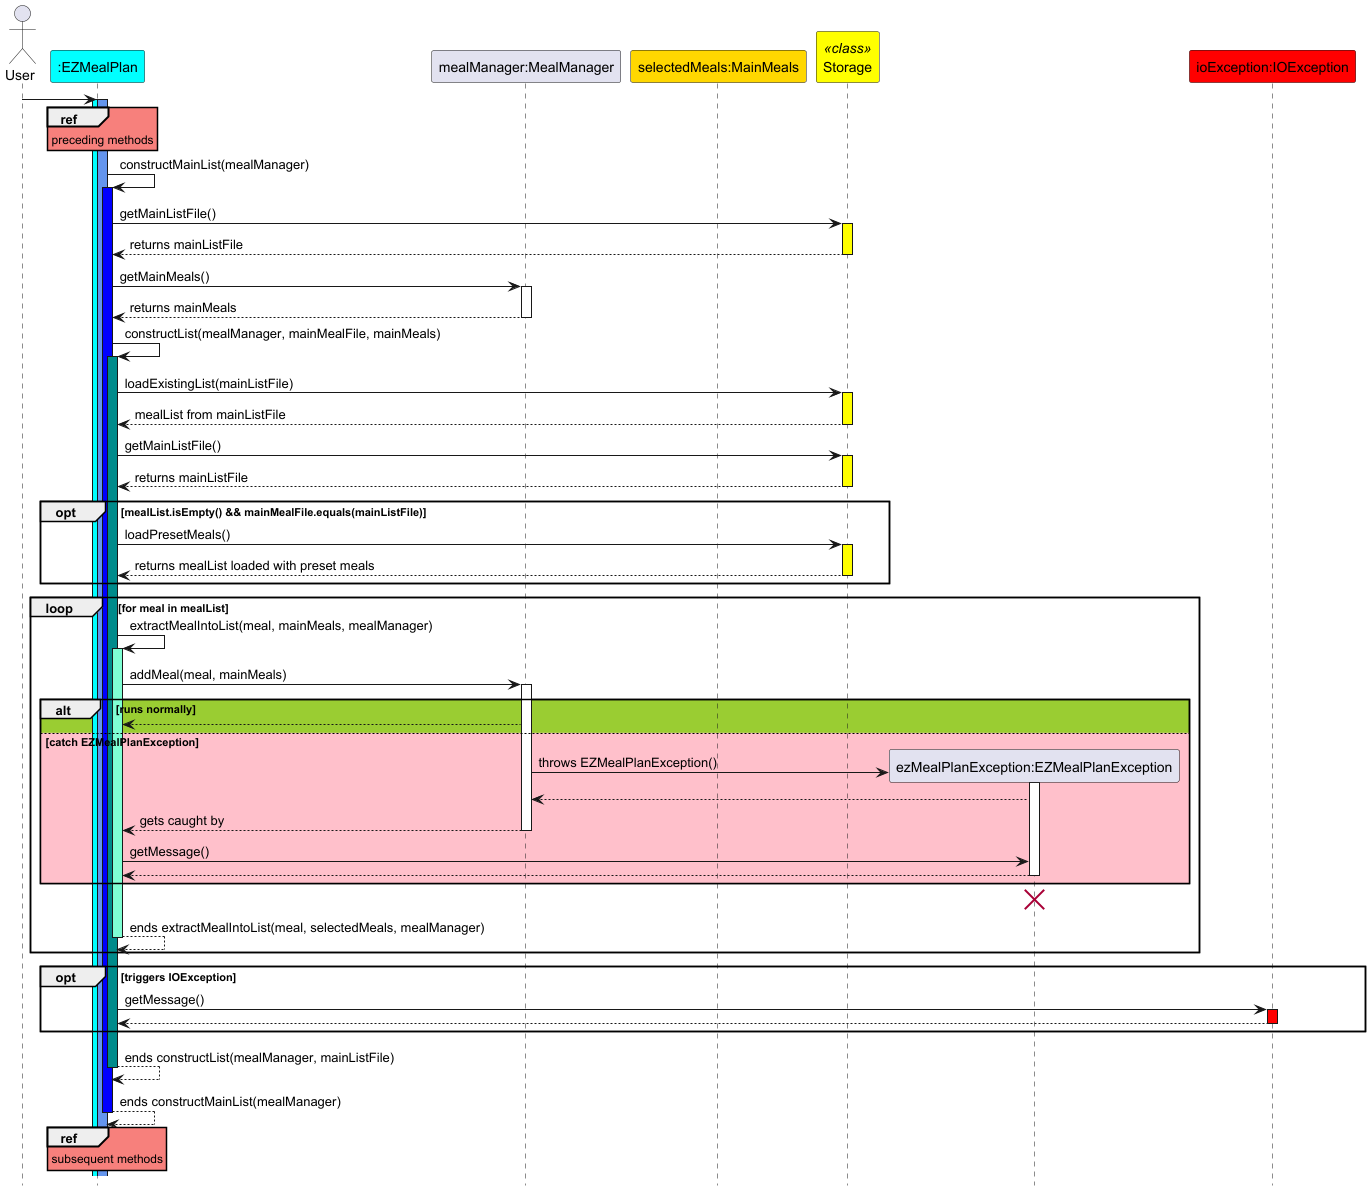 User
:EZMealPlan
mealManager:MealManager
selectedMeals:MainMeals
«class»
Storage
ioException:IOException
ref
preceding methods
constructMainList(mealManager)
getMainListFile()
returns mainListFile
getMainMeals()
returns mainMeals
constructList(mealManager, mainMealFile, mainMeals)
loadExistingList(mainListFile)
mealList from mainListFile
getMainListFile()
returns mainListFile
opt [mealList.isEmpty() && mainMealFile.equals(mainListFile)]
loadPresetMeals()
returns mealList loaded with preset meals
loop [for meal in mealList]
extractMealIntoList(meal, mainMeals, mealManager)
addMeal(meal, mainMeals)
alt [runs normally]
[catch EZMealPlanException]
throws EZMealPlanException()
ezMealPlanException:EZMealPlanException
gets caught by
getMessage()
ends extractMealIntoList(meal, selectedMeals, mealManager)
opt [triggers IOException]
getMessage()
ends constructList(mealManager, mainListFile)
ends constructMainList(mealManager)
ref
subsequent methods